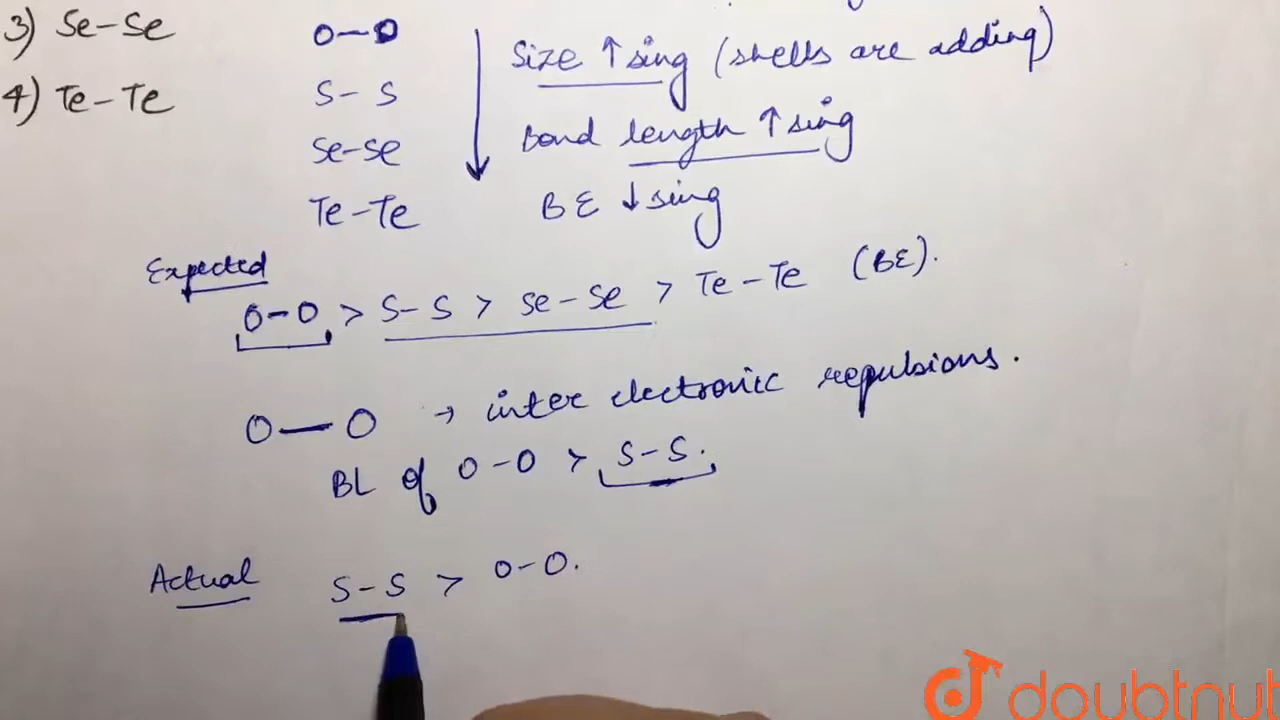 3) Se-Se
4) Te-Te
O-O
S-S
Se-Se
Te-Te
Size ↑sing (shells are adding)
Bond length ↑sing
BE ↓sing
Expected
O-O > S-S > Se-Se > Te-Te (BE).
O-O → inter electronic repulsions.
BL of O-O > S-S.
Actual S-S > O-O.
doubtnut